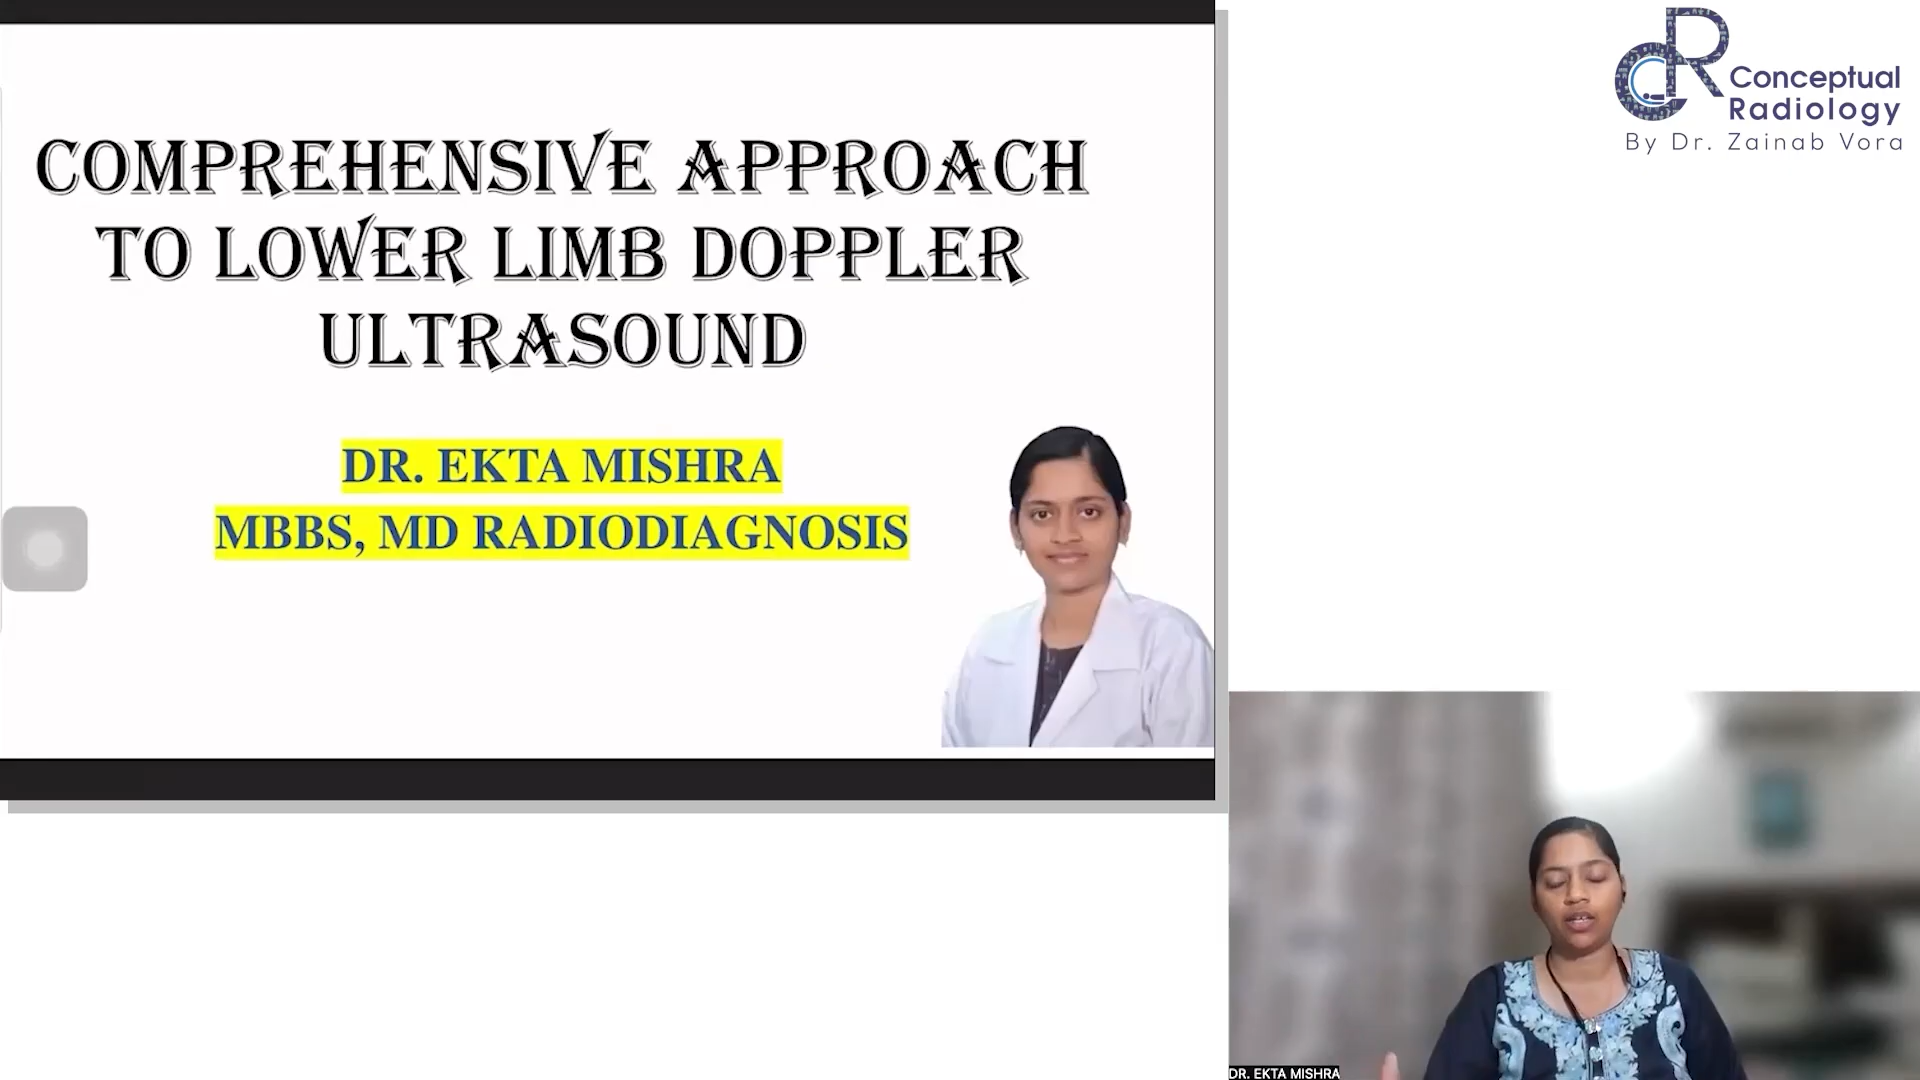 COMPREHENSIVE APPROACH
TO LOWER LIMB DOPPLER
ULTRASOUND
DR. EKTA MISHRA
MBBS, MD RADIODIAGNOSIS
CR
Conceptual
Radiology
By Dr. Zainab Vora
DR. EKTA MISHRA